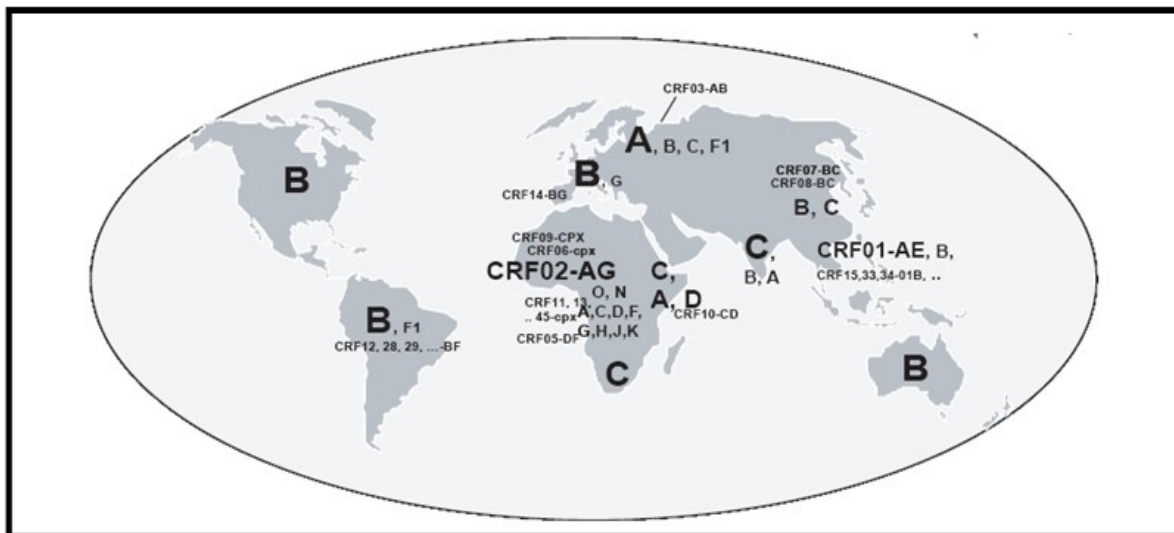 CRF03-AB
A, B, C, F1
B
B, G
CRF14-BG
CRF07-BC
CRF08-BC
B, C
CRF09-CPX
CRF06-cpx
CRF02-AG
C,
A, D
CRF10-CD
C,
B, A
CRF01-AE, B,
CRF15,33,34-01B, ..
O, N
CRF11, 13,
.. 45-cpx
A,C,D,F,
CRF05-DF
G,H,J,K
B, F1
CRF12, 28, 29, ...-BF
C
B